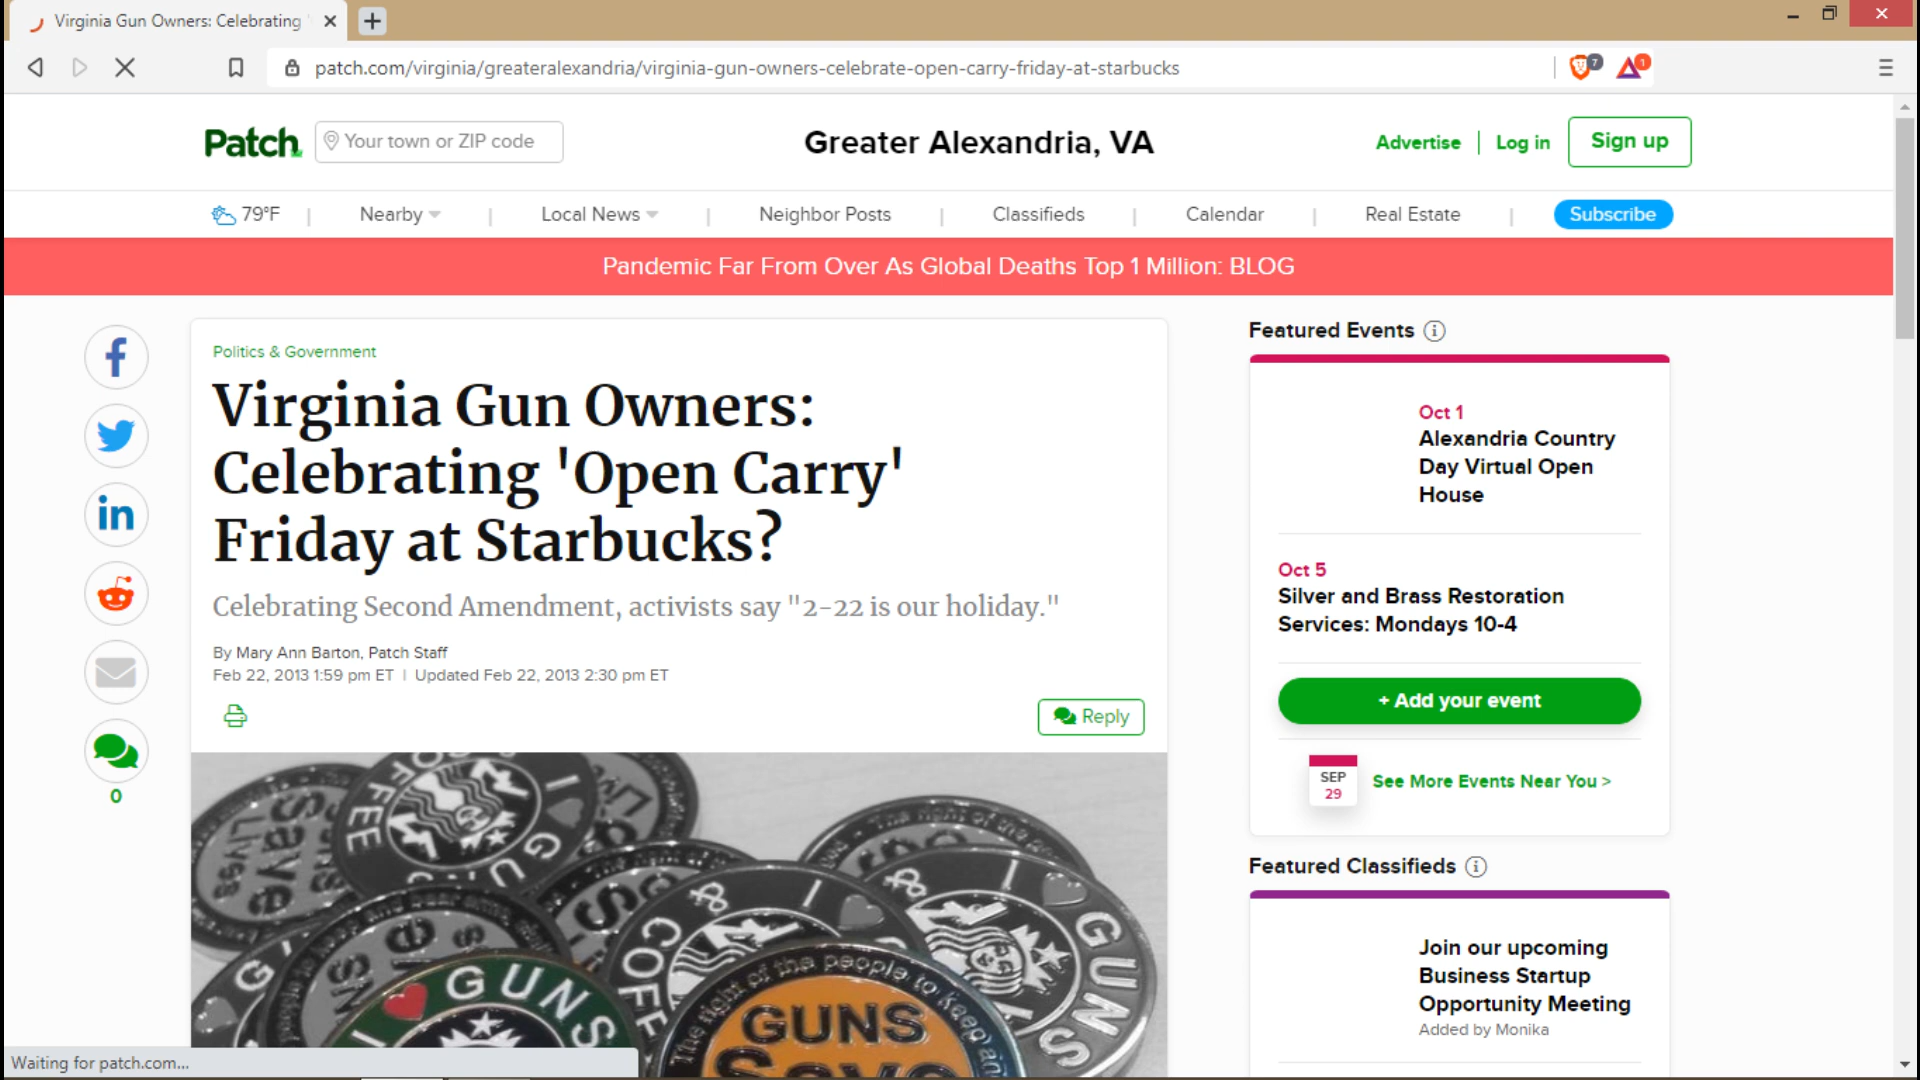 Virginia Gun Owners: Celebrating '
patch.com/virginia/greateralexandria/virginia-gun-owners-celebrate-open-carry-friday-at-starbucks
7
1
Patch
Your town or ZIP code
Greater Alexandria, VA
Advertise
Log in
Sign up
79°F
Nearby
Local News
Neighbor Posts
Classifieds
Calendar
Real Estate
Subscribe
Pandemic Far From Over As Global Deaths Top 1 Million: BLOG
Politics & Government
Virginia Gun Owners:
Celebrating 'Open Carry'
Friday at Starbucks?
Celebrating Second Amendment, activists say "2-22 is our holiday."
By Mary Ann Barton, Patch Staff
Feb 22, 2013 1:59 pm ET | Updated Feb 22, 2013 2:30 pm ET
Reply
0
I GUNS
& COFF
I GUNS
The right of the people to keep an
GUNS
Save
Featured Events
Oct 1
Alexandria Country
Day Virtual Open
House
Oct 5
Silver and Brass Restoration
Services: Mondays 10-4
+ Add your event
SEP
29
See More Events Near You >
Featured Classifieds
Join our upcoming
Business Startup
Opportunity Meeting
Added by Monika
Waiting for patch.com...